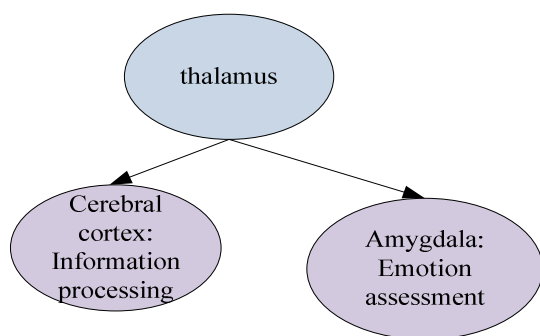 thalamus
Cerebral
cortex:
Information
processing
Amygdala:
Emotion
assessment